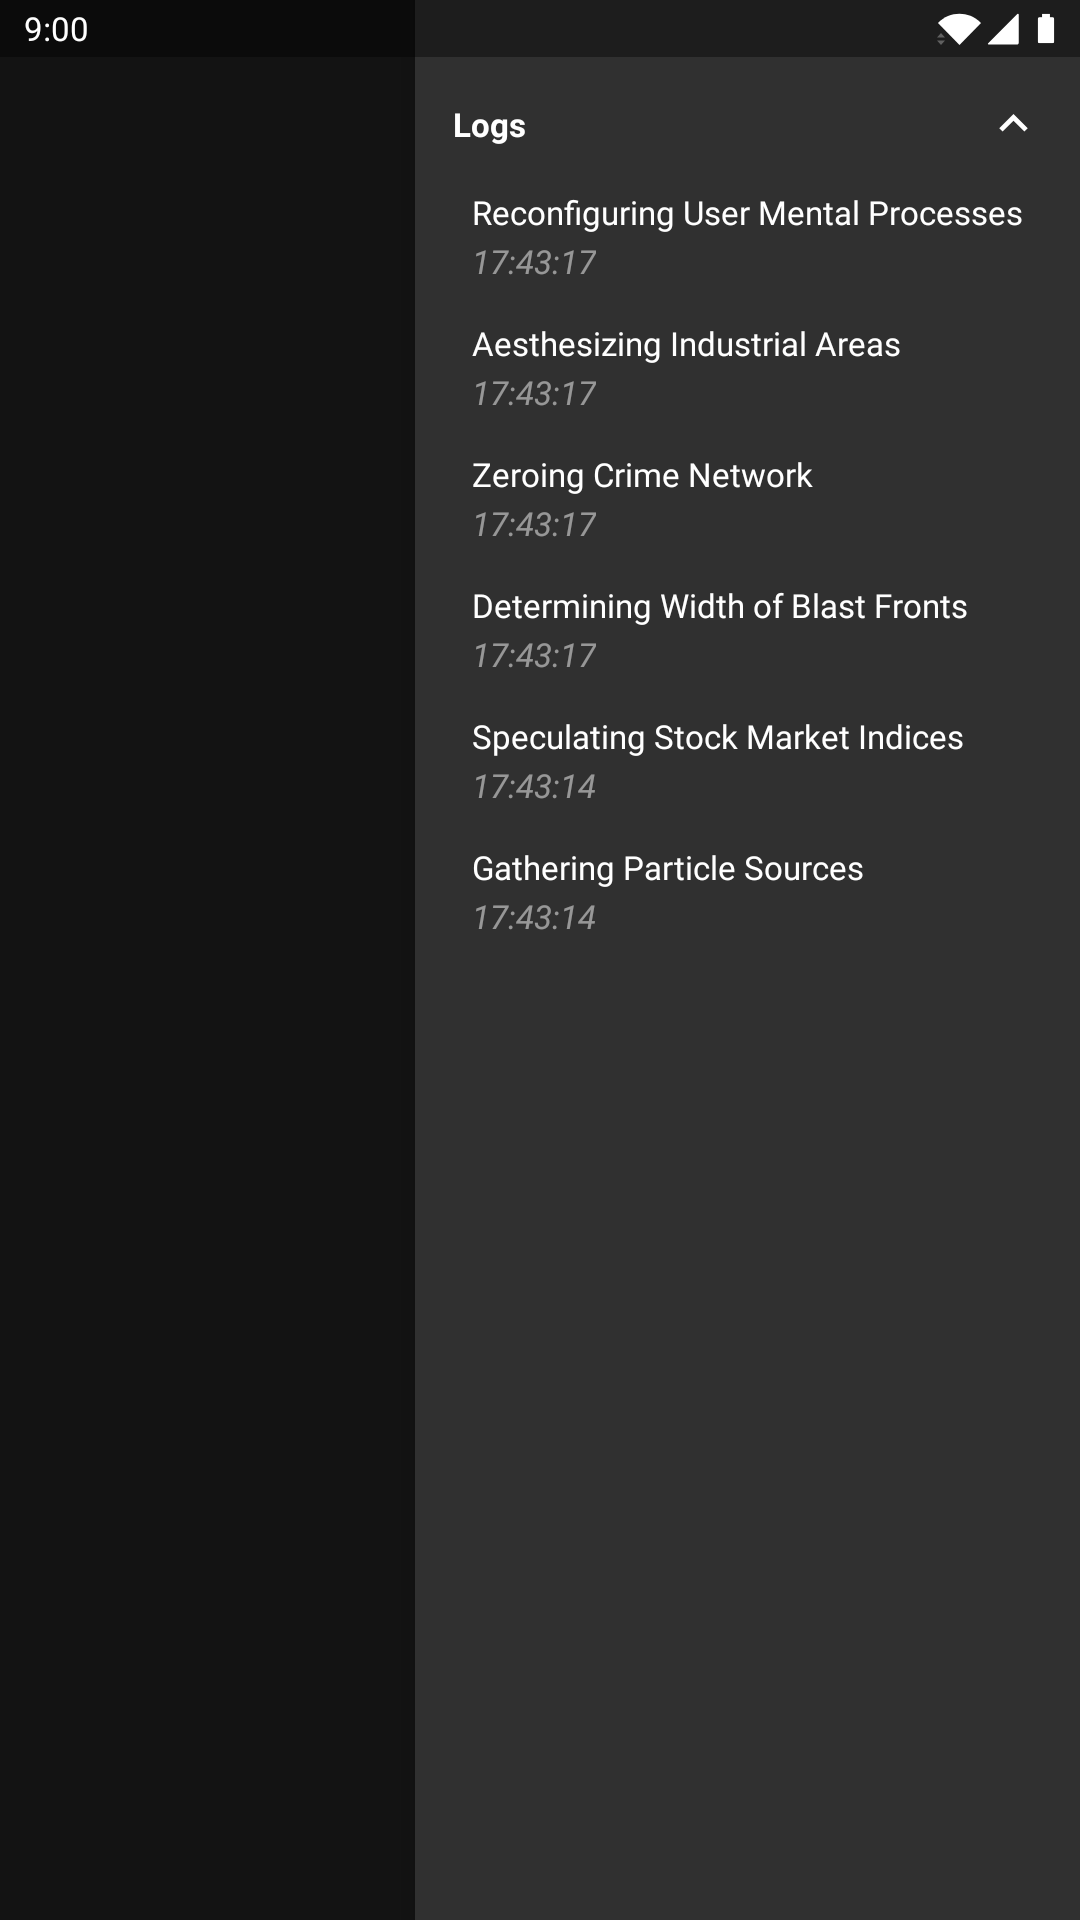 9:00
Logs
Reconfiguring User Mental Processes
17:43:17
Aesthesizing Industrial Areas
17:43:17
Zeroing Crime Network
17:43:17
Determining Width of Blast Fronts
17:43:17
Speculating Stock Market Indices
17:43:14
Gathering Particle Sources
17:43:14